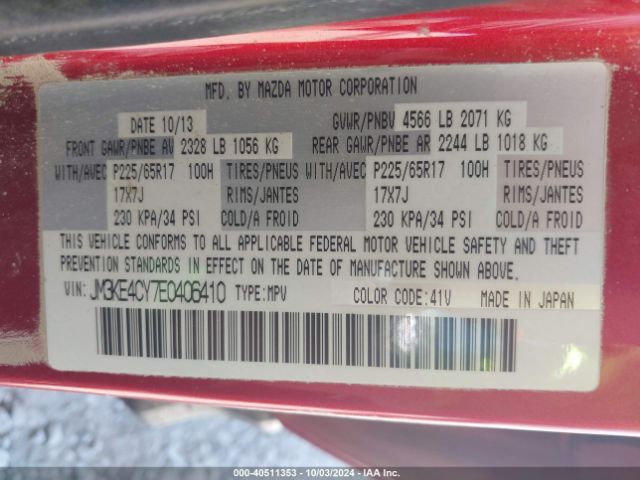 MFD. BY MAZDA MOTOR CORPORATION
DATE 10/13 GVWR/PNBV 4566 LB 2071 KG
FRONT GAWR/PNBE AV 2328 LB 1056 KG REAR GAWR/PNBE AR 2244 LB 1018 KG
WITH/AVEC P225/65R17 100H TIRES/PNEUS WITH/AVEC P225/65R17 100H TIRES/PNEUS
17X7J RIMS/JANTES 17X7J RIMS/JANTES
230 KPA/34 PSI COLD/A FROID 230 KPA/34 PSI COLD/A FROID
THIS VEHICLE CONFORMS TO ALL APPLICABLE FEDERAL MOTOR VEHICLE SAFETY AND THEFT
PREVENTION STANDARDS IN EFFECT ON THE DATE OF MANUFACTURE SHOWN ABOVE.
VIN: JM3KE4CY7E0406410 TYPE:MPV COLOR CODE:41V MADE IN JAPAN
000-40511353 - 10/03/2024 - IAA Inc.